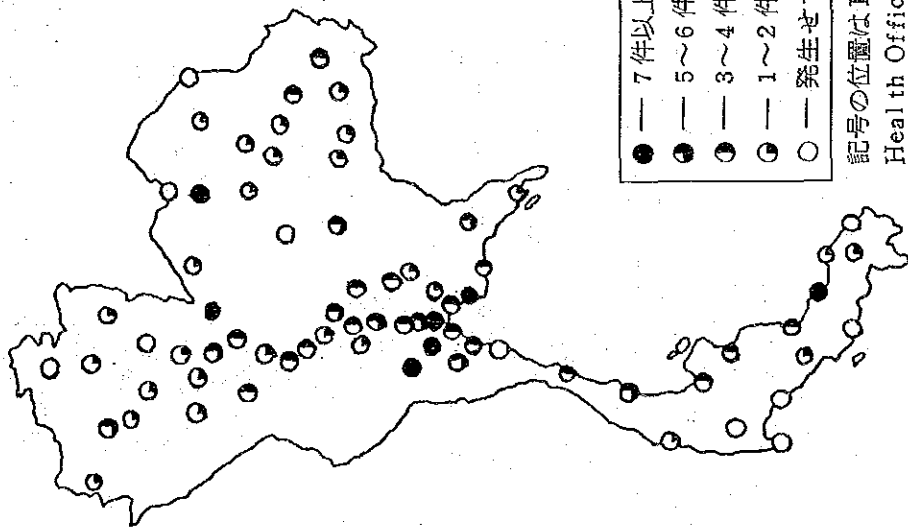 ● — 7件以上
◕ — 5～6件
◑ — 3～4件
◔ — 1～2件
○ — 発生せ
記号の位置は
Health Offic